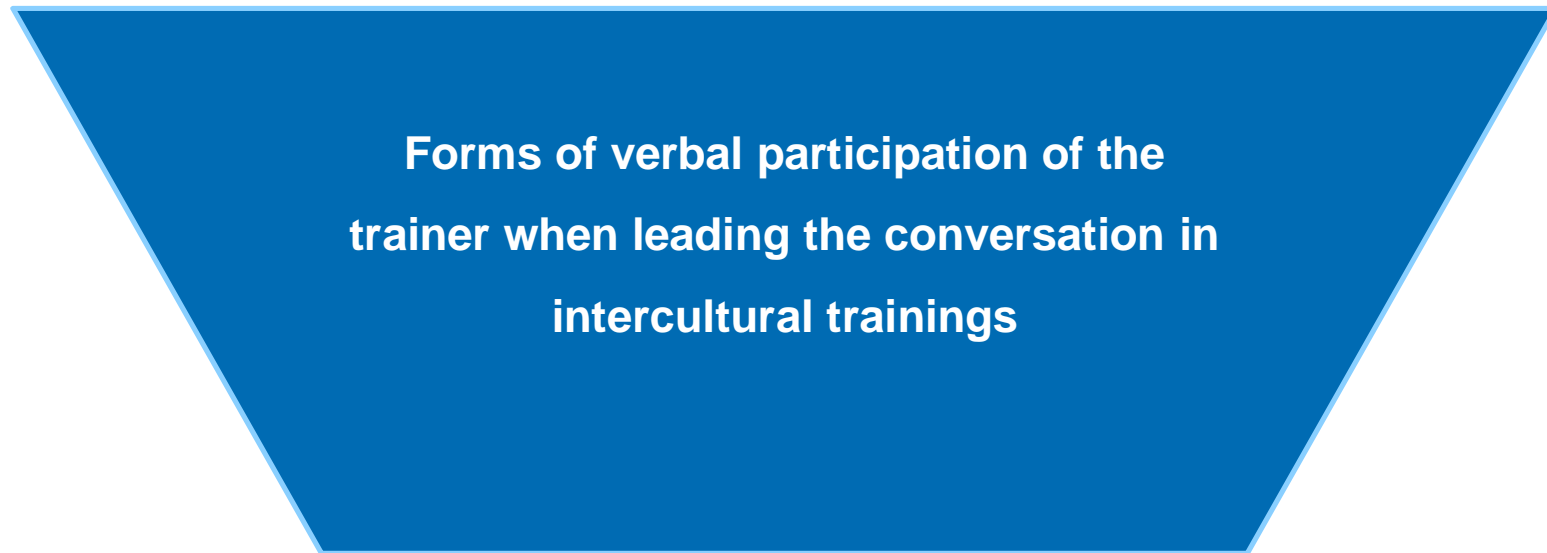 Forms of verbal participation of the
trainer when leading the conversation in
intercultural trainings